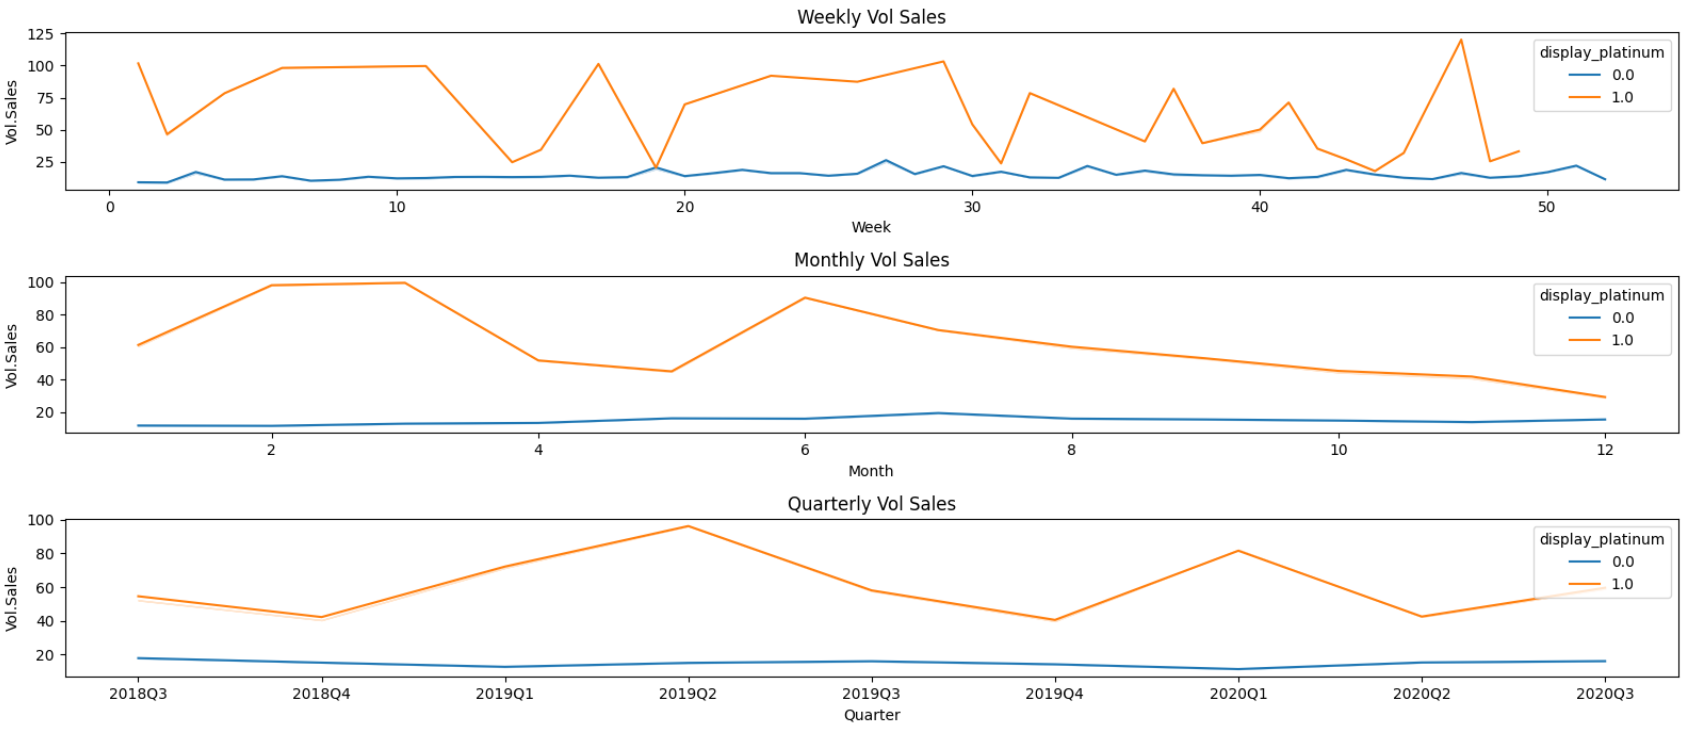 Weekly Vol Sales
125
100
75
50
25
Vol.Sales
display_platinum
0.0
1.0
0 10 20 30 40 50
Week
Monthly Vol Sales
100
80
60
40
20
Vol.Sales
display_platinum
0.0
1.0
2 4 6 8 10 12
Month
Quarterly Vol Sales
100
80
60
40
20
Vol.Sales
display_platinum
0.0
1.0
2018Q3 2018Q4 2019Q1 2019Q2 2019Q3 2019Q4 2020Q1 2020Q2 2020Q3
Quarter